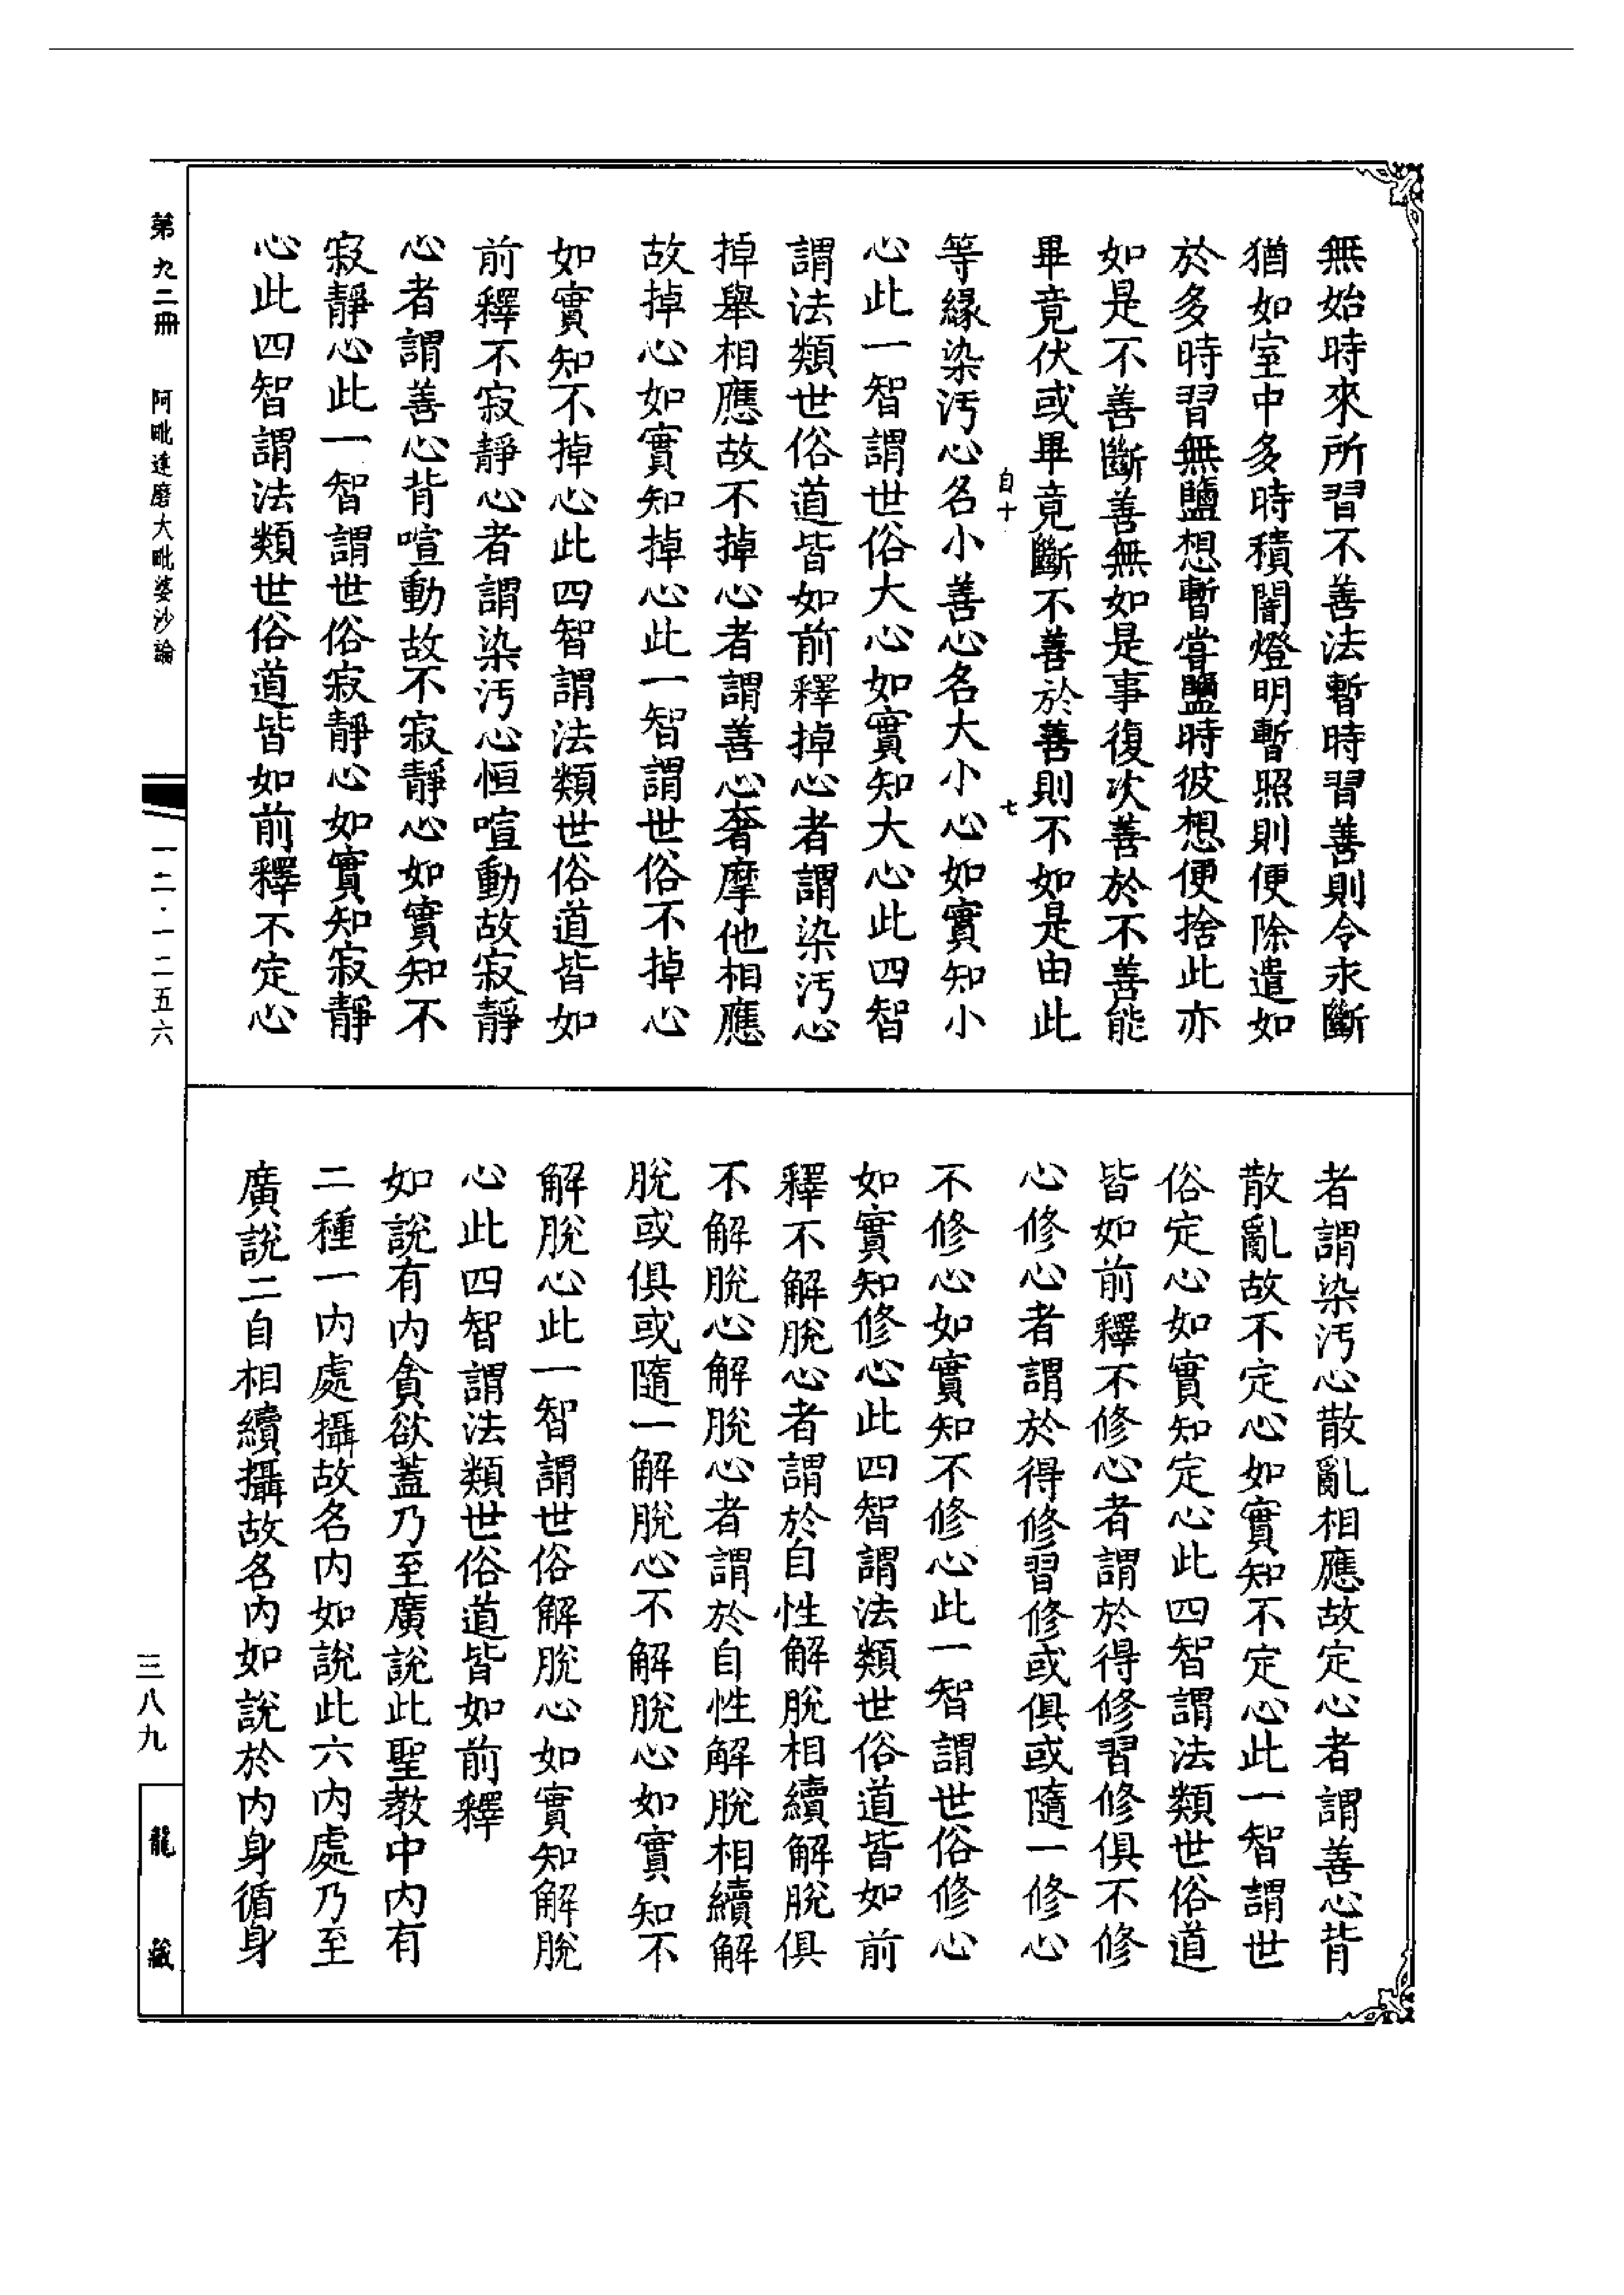 無始時來所習不善法暫時習善則令永斷
猶如室中多時積闇燈明暫照則便除遣如
於多時習無鹽想暫甞鹽時彼想便捨此亦
如是不善斷善無如是事復次善於不善能
畢竟伏或畢竟斷不善於善則不如是由此
自十 七
等緣染汚心名小善心名大小心如實知小
心此一智謂世俗大心如實知大心此四智
謂法類世俗道皆如前釋掉心者謂染汚心
掉舉相應故不掉心者謂善心奢摩他相應
故掉心如實知掉心此一智謂世俗不掉心
如實知不掉心此四智謂法類世俗道皆如
前釋不寂靜心者謂染汚心恒喧動故寂靜
心者謂善心背喧動故不寂靜心如實知不
寂靜心此一智謂世俗寂靜心如實知寂靜
心此四智謂法類世俗道皆如前釋不定心
者謂染汚心散亂相應故定心者謂善心背
散亂故不定心如實知不定心此一智謂世
俗定心如實知定心此四智謂法類世俗道
皆如前釋不修心者謂於得修習修俱不修
心修心者謂於得修習修或俱或隨一修心
不修心如實知不修心此一智謂世俗修心
如實知修心此四智謂法類世俗道皆如前
釋不解脫心者謂於自性解脫相續解脫俱
不解脫心解脫心者謂於自性解脫相續解
脫或俱或隨一解脫心不解脫心如實知不
解脫心此一智謂世俗解脫心如實知解脫
心此四智謂法類世俗道皆如前釋
如說有內貪欲蓋乃至廣說此聖教中內有
二種一內處攝故名內如說此六內處乃至
廣說二自相續攝故名內如說於內身循身
第九二冊 阿毗達磨大毗婆沙論
一二·一二五六
三八九
龍藏